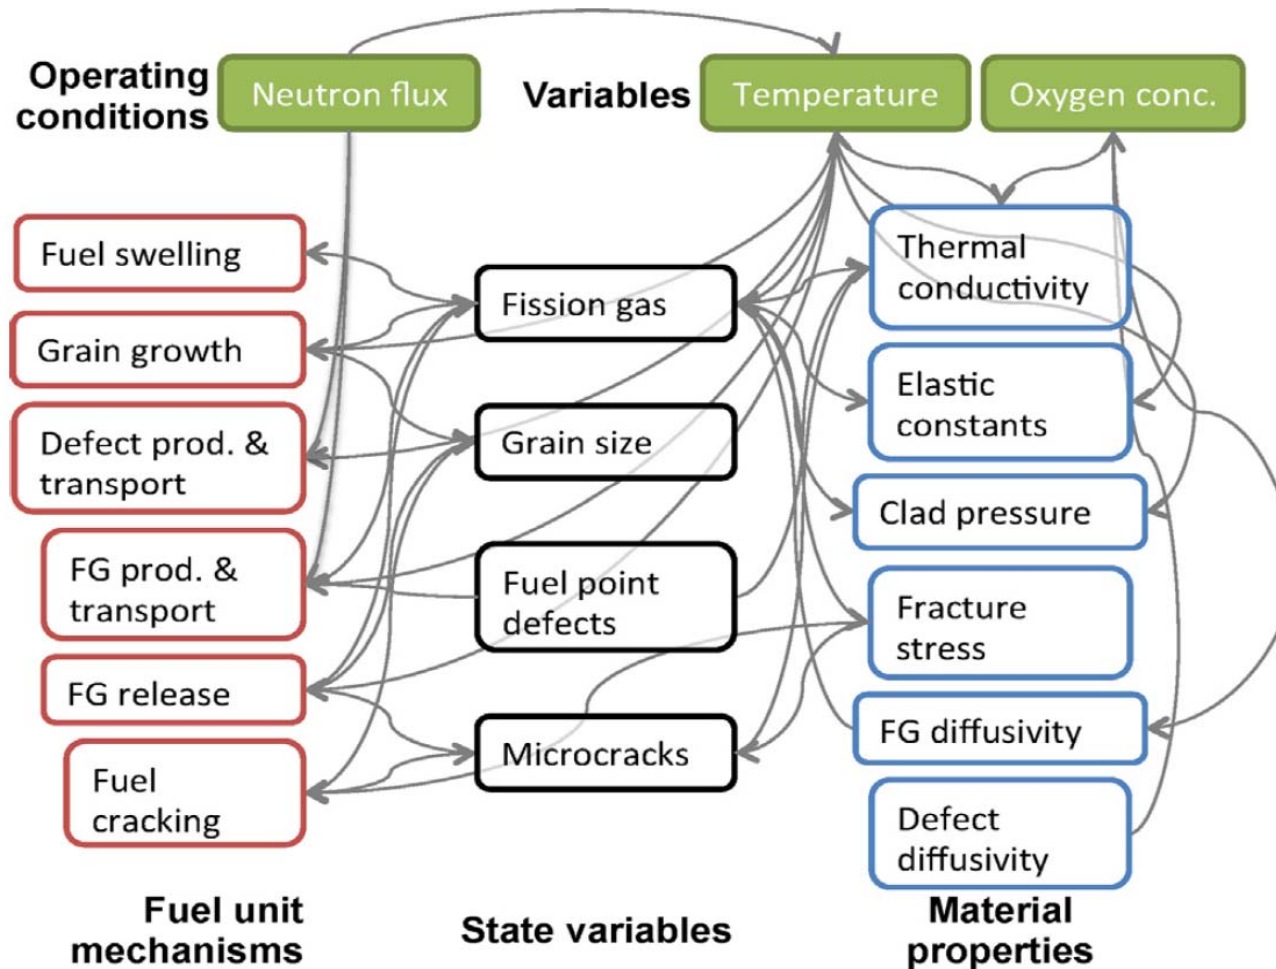 Operating
conditions
Neutron flux
Variables
Temperature
Oxygen conc.
Fuel swelling
Grain growth
Defect prod. &
transport
FG prod. &
transport
FG release
Fuel
cracking
Fission gas
Grain size
Fuel point
defects
Microcracks
Thermal
conductivity
Elastic
constants
Clad pressure
Fracture
stress
FG diffusivity
Defect
diffusivity
Fuel unit
mechanisms
State variables
Material
properties